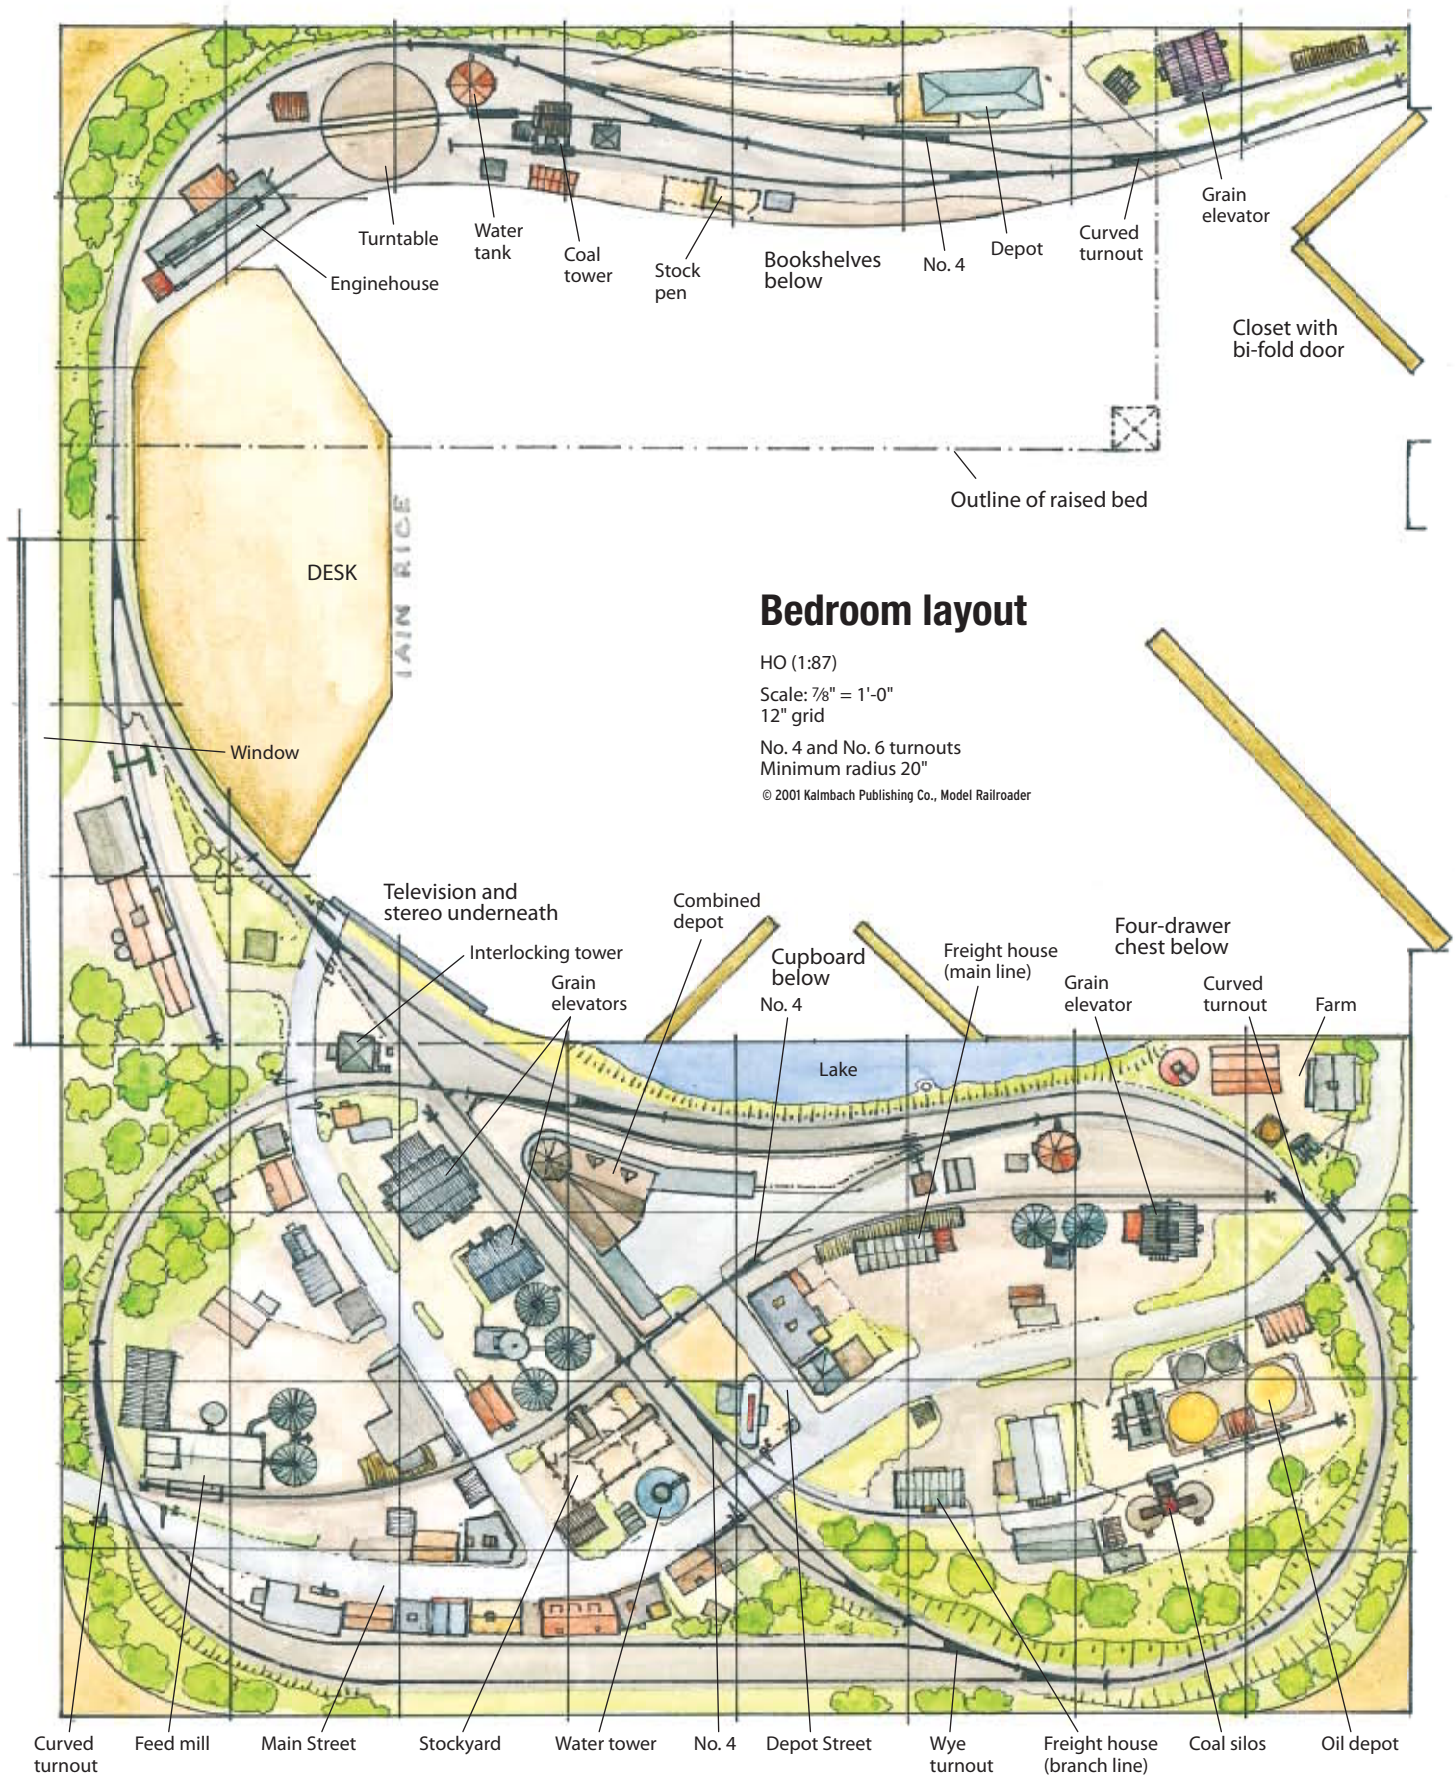 Turntable
Water
tank
Coal
tower
Stock
pen
Bookshelves
below
No. 4
Depot
Curved
turnout
Grain
elevator
Enginehouse
Closet with
bi-fold door
Outline of raised bed
DESK
IAIN RICE
Bedroom layout
HO (1:87)
Scale: 7/8" = 1'-0"
12" grid
No. 4 and No. 6 turnouts
Minimum radius 20"
© 2001 Kalmbach Publishing Co., Model Railroader
Window
Television and
stereo underneath
Interlocking tower
Grain
elevators
Combined
depot
Cupboard
below
No. 4
Freight house
(main line)
Four-drawer
chest below
Grain
elevator
Curved
turnout
Farm
Lake
Curved
turnout
Feed mill
Main Street
Stockyard
Water tower
No. 4
Depot Street
Wye
turnout
Freight house
(branch line)
Coal silos
Oil depot